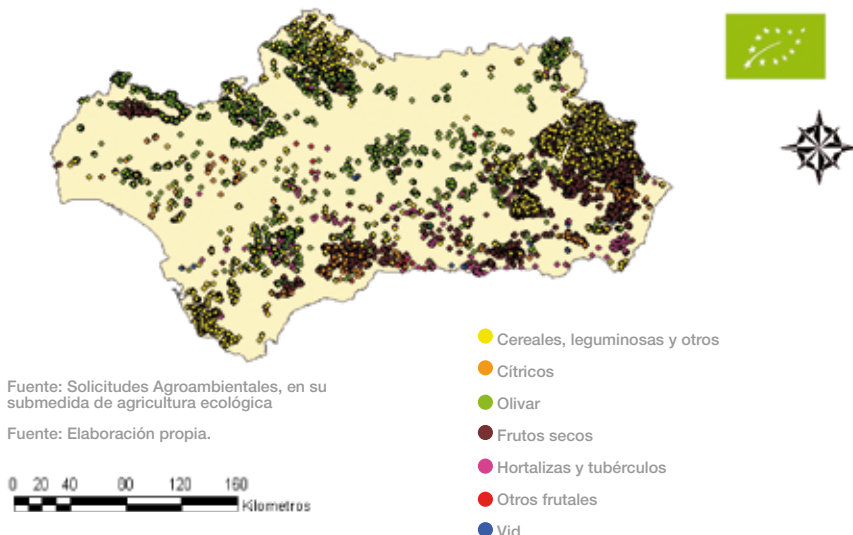 Cereales, leguminosas y otros
Cítricos
Olivar
Frutos secos
Hortalizas y tubérculos
Otros frutales
Vid
Fuente: Solicitudes Agroambientales, en su
submedida de agricultura ecológica
Fuente: Elaboración propia.
0 20 40 80 120 160
Kilometros